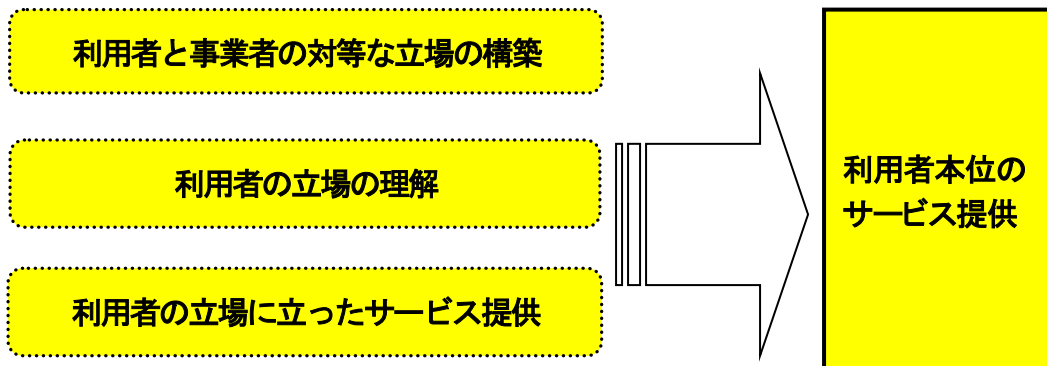 利用者と事業者の対等な立場の構築
利用者の立場の理解
利用者の立場に立ったサービス提供
利用者本位の
サービス提供